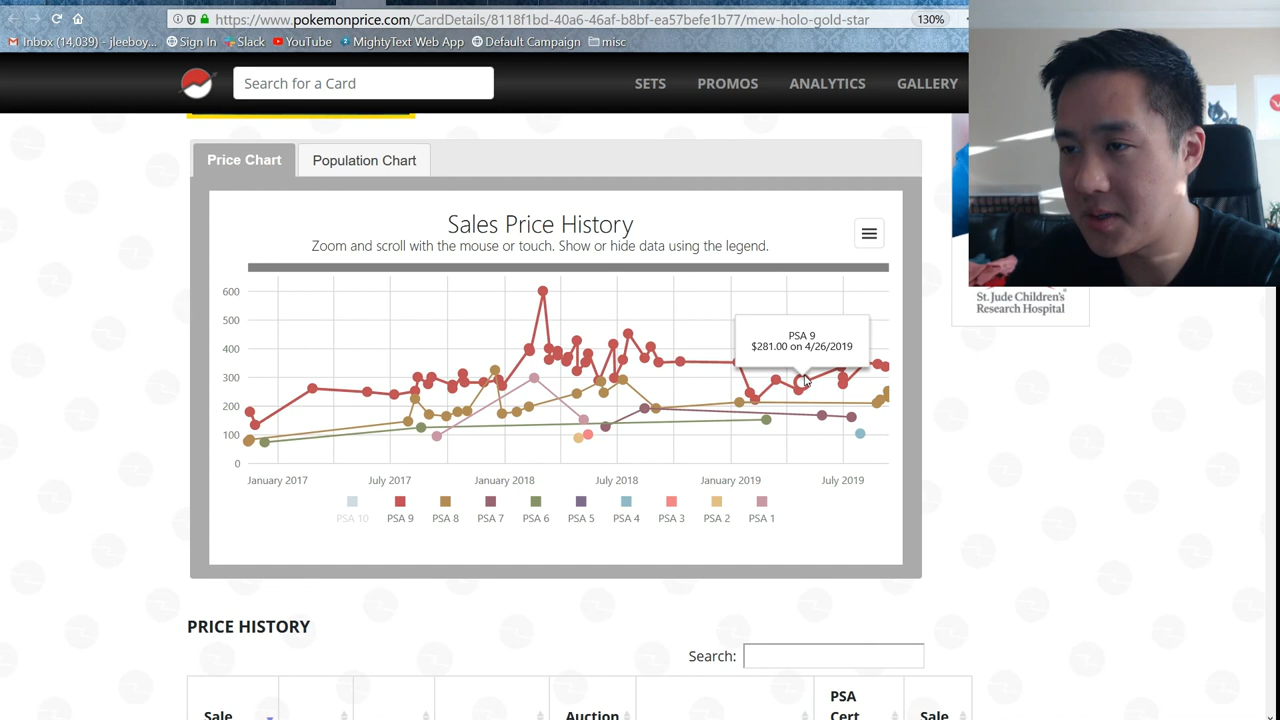 https://www.pokemonprice.com/CardDetails/8118f1bd-40a6-46af-b8bf-ea57befe1b77/mew-holo-gold-star
130%
Inbox (14,039) - jleeboy... Sign In Slack YouTube MightyText Web App Default Campaign misc
Search for a Card
SETS PROMOS ANALYTICS GALLERY
Price Chart Population Chart
Sales Price History
Zoom and scroll with the mouse or touch. Show or hide data using the legend.
600
500
400
300
200
100
0
PSA 9
$281.00 on 4/26/2019
January 2017 July 2017 January 2018 July 2018 January 2019 July 2019
PSA 10 PSA 9 PSA 8 PSA 7 PSA 6 PSA 5 PSA 4 PSA 3 PSA 2 PSA 1
St. Jude Children's
Research Hospital
PRICE HISTORY
Search:
Sale Auction PSA Cert Sale